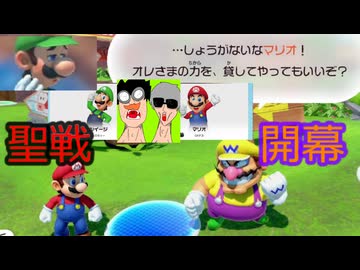 …しょうがないなマリオ！
オレさまの力を、貸してやってもいいぞ？
ルイージ
マリオ
聖戦
開幕